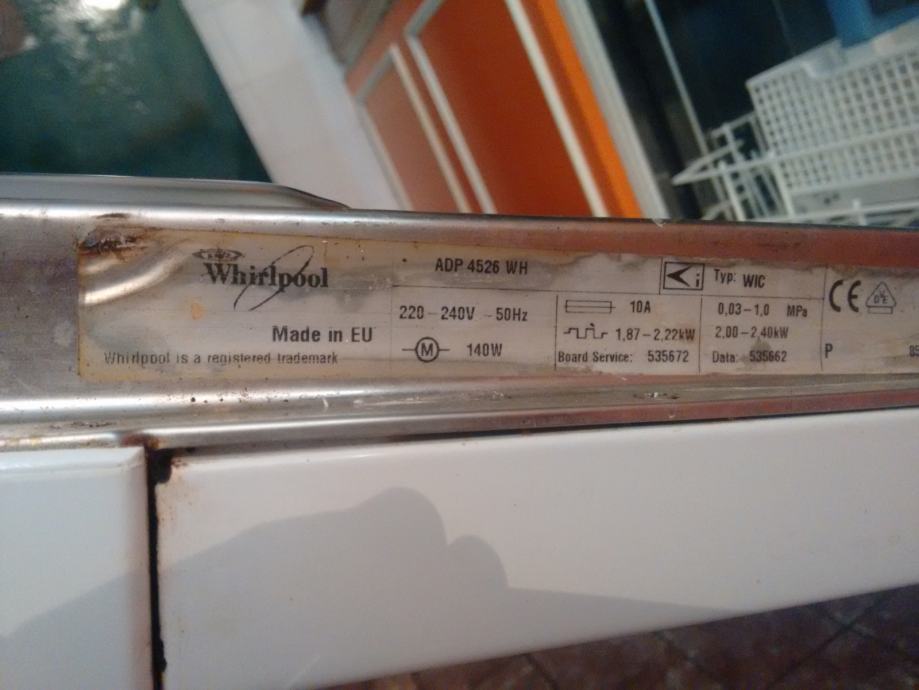 Whirlpool
Made in EU
Whirlpool is a registered trademark
ADP 4526 WH
220-240V ~50Hz
M 140W
10A
1,87-2,22kW
Board Service: 535672
i Typ: WIC
0,03-1,0 MPa
2,00-2,40kW
Data: 535662
CE
P